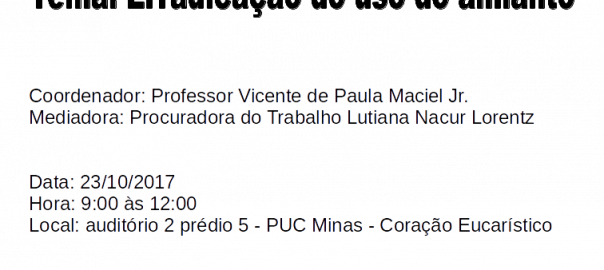 Tema: Erradicação do uso do amianto
Coordenador: Professor Vicente de Paula Maciel Jr.
Mediadora: Procuradora do Trabalho Lutiana Nacur Lorentz
Data: 23/10/2017
Hora: 9:00 às 12:00
Local: auditório 2 prédio 5 - PUC Minas - Coração Eucarístico